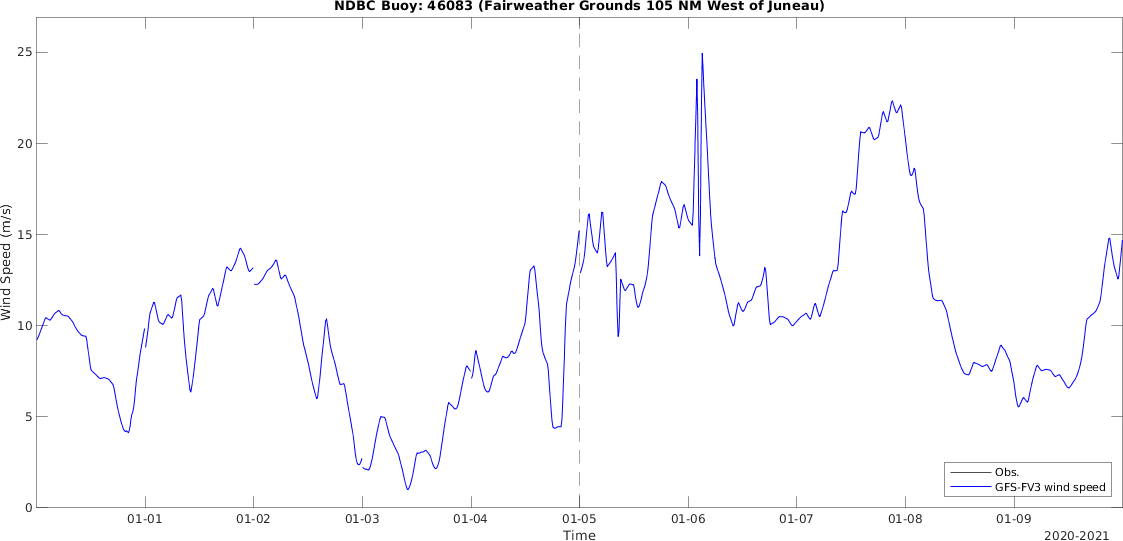 NDBC Buoy: 46083 (Fairweather Grounds 105 NM West of Juneau)
25
20
15
10
5
0
Wind Speed (m/s)
Obs.
GFS-FV3 wind speed
01-01 01-02 01-03 01-04 01-05 01-06 01-07 01-08 01-09
Time
2020-2021